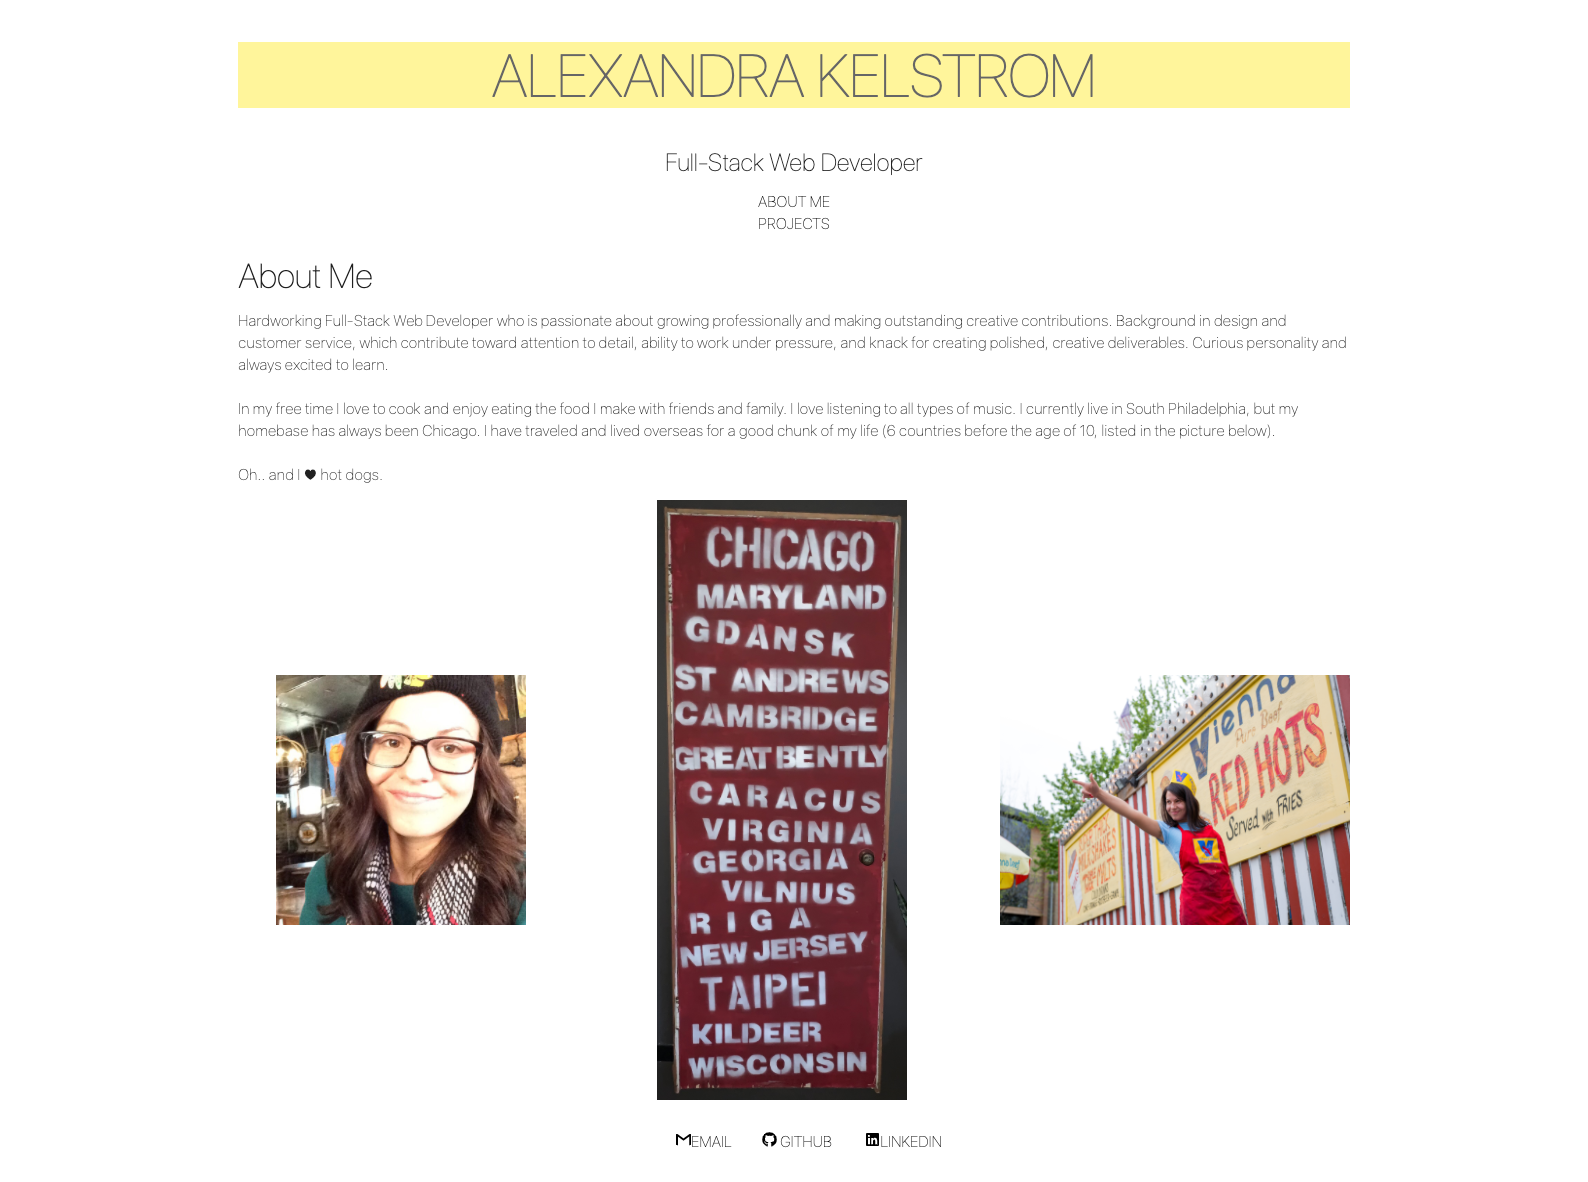 ALEXANDRA KELSTROM
Full-Stack Web Developer
ABOUT ME
PROJECTS
About Me
Hardworking Full-Stack Web Developer who is passionate about growing professionally and making outstanding creative contributions. Background in design and
customer service, which contribute toward attention to detail, ability to work under pressure, and knack for creating polished, creative deliverables. Curious personality and
always excited to learn.
In my free time I love to cook and enjoy eating the food I make with friends and family. I love listening to all types of music. I currently live in South Philadelphia, but my
homebase has always been Chicago. I have traveled and lived overseas for a good chunk of my life (6 countries before the age of 10, listed in the picture below).
Oh.. and I ♥ hot dogs.
CHICAGO
MARYLAND
GDANSK
ST ANDREWS
CAMBRIDGE
GREAT BENTLY
CARACUS
VIRGINIA
GEORGIA
VILNIUS
RIGA
NEW JERSEY
TAIPEI
KILDEER
WISCONSIN
Vienna
Pure Beef
RED HOTS
Served with FRIES
MILKSHAKES
MALTS
EMAIL
GITHUB
LINKEDIN